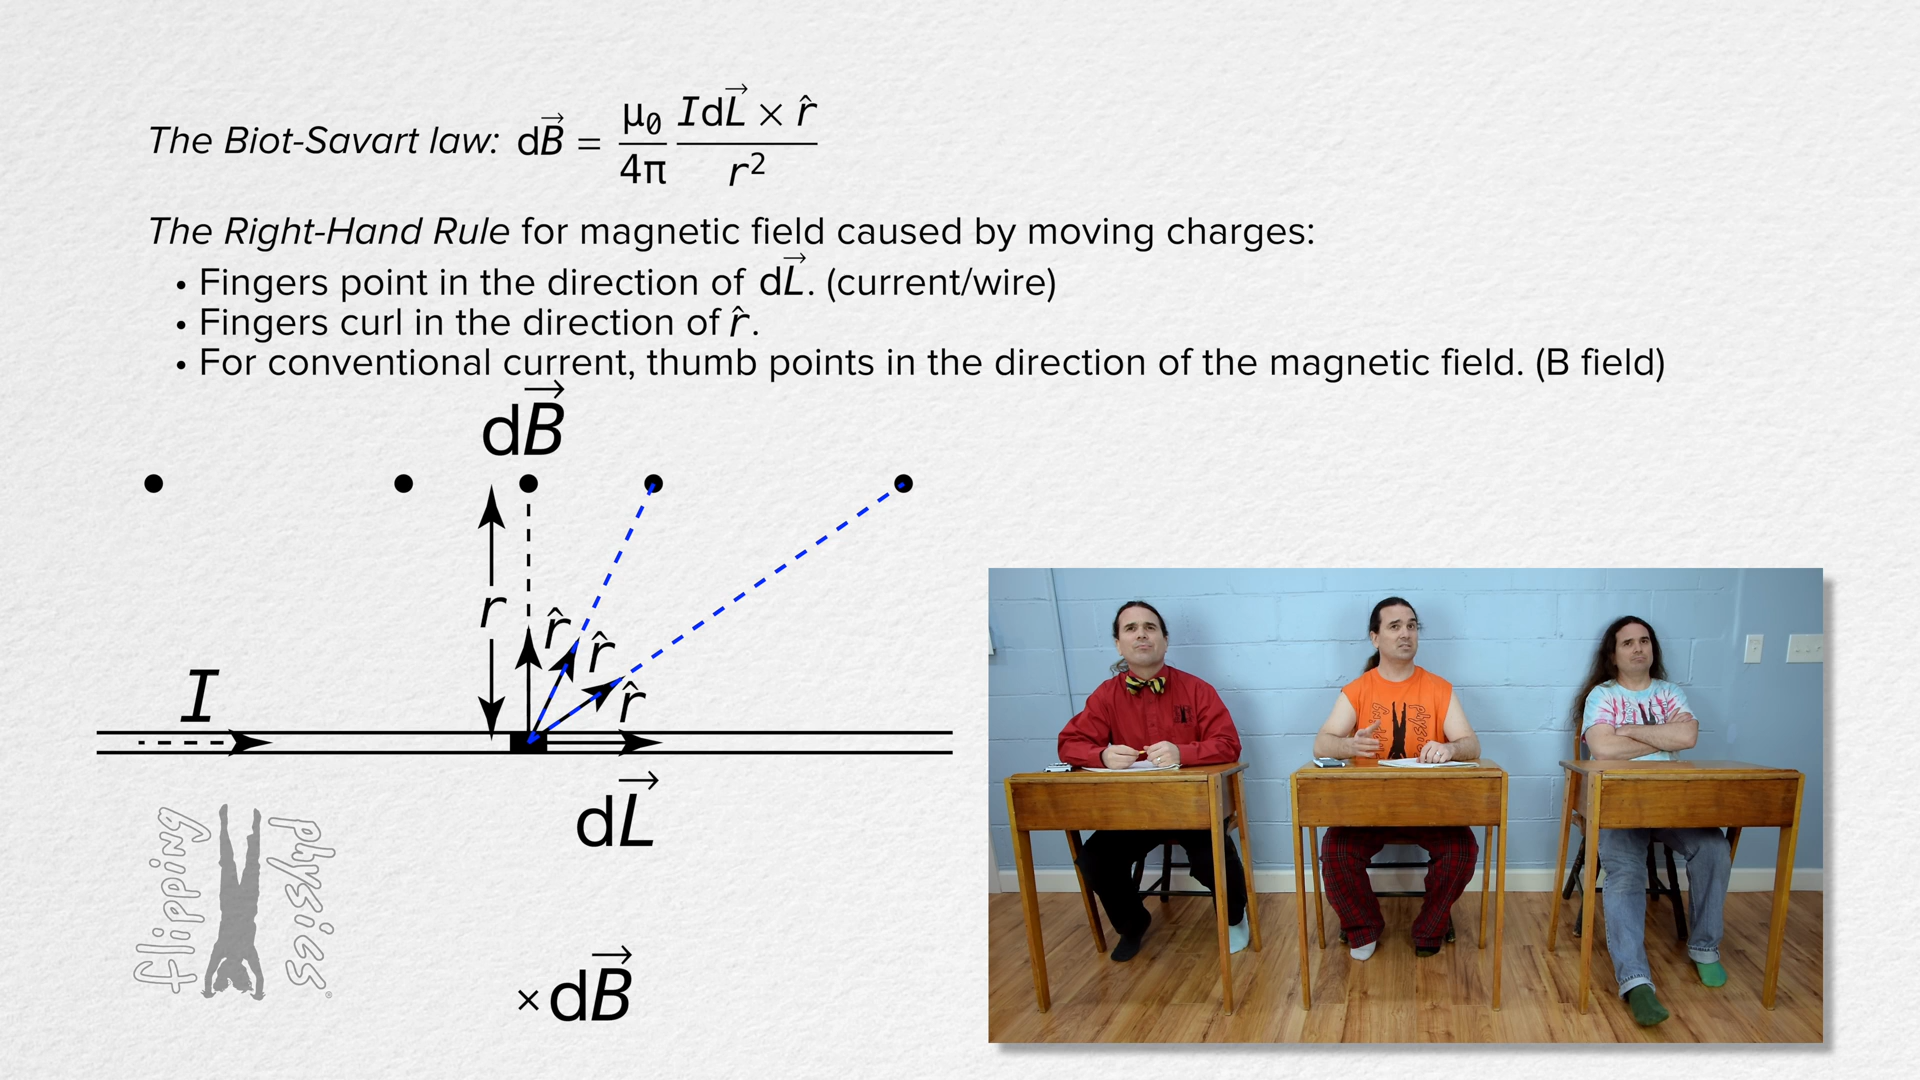 The Biot-Savart law: dB⃗ = μ₀/4π IdL⃗ × r̂/r²
The Right-Hand Rule for magnetic field caused by moving charges:
• Fingers point in the direction of dL⃗. (current/wire)
• Fingers curl in the direction of r̂.
• For conventional current, thumb points in the direction of the magnetic field. (B field)
dB⃗
r
r̂
r̂
r̂
I
dL⃗
flipping physics®
×dB⃗
flipping physics